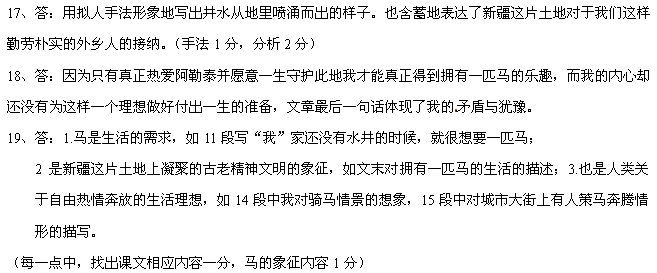 17、答：用拟人手法形象地写出井水从地里喷涌而出的样子。也含蓄地表达了新疆这片土地对于我们这样
勤劳朴实的外乡人的接纳。（手法 1 分，分析 2 分）
18、答：因为只有真正热爱阿勒泰并愿意一生守护此地我才能真正得到拥有一匹马的乐趣，而我的内心却
还没有为这样一个理想做好付出一生的准备，文章最后一句话体现了我的矛盾与犹豫。
19、答：1.马是生活的需求，如 11 段写“我”家还没有水井的时候，就很想要一匹马；
2 是新疆这片土地上凝聚的古老精神文明的象征，如文末对拥有一匹马的生活的描述；3.也是人类关
于自由热情奔放的生活理想，如 14 段中我对骑马情景的想象，15 段中对城市大街上有人策马奔腾情
形的描写。
（每一点中，找出课文相应内容一分，马的象征内容 1 分）